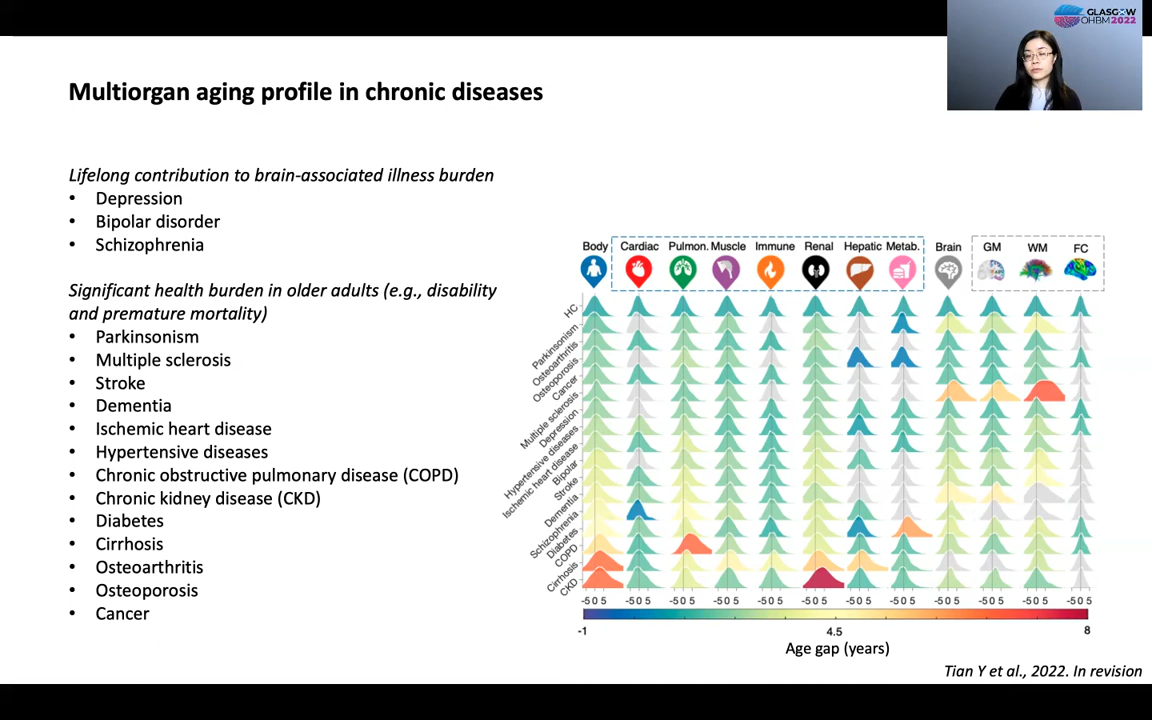 GLASGOW
OHBM2022
Multiorgan aging profile in chronic diseases
Lifelong contribution to brain-associated illness burden
• Depression
• Bipolar disorder
• Schizophrenia
Significant health burden in older adults (e.g., disability
and premature mortality)
• Parkinsonism
• Multiple sclerosis
• Stroke
• Dementia
• Ischemic heart disease
• Hypertensive diseases
• Chronic obstructive pulmonary disease (COPD)
• Chronic kidney disease (CKD)
• Diabetes
• Cirrhosis
• Osteoarthritis
• Osteoporosis
• Cancer
Body Cardiac Pulmon. Muscle Immune Renal Hepatic Metab. Brain GM WM FC
HC
Parkinsonism
Osteoarthritis
Osteoporosis
Cancer
Multiple sclerosis
Depression
Hypertensive diseases
Ischemic heart disease
Bipolar
Stroke
Dementia
Schizophrenia
Diabetes
COPD
Cirrhosis
CKD
-5 0 5 -5 0 5 -5 0 5 -5 0 5 -5 0 5 -5 0 5 -5 0 5 -5 0 5 -5 0 5 -5 0 5 -5 0 5 -5 0 5
-1 4.5 8
Age gap (years)
Tian Y et al., 2022. In revision